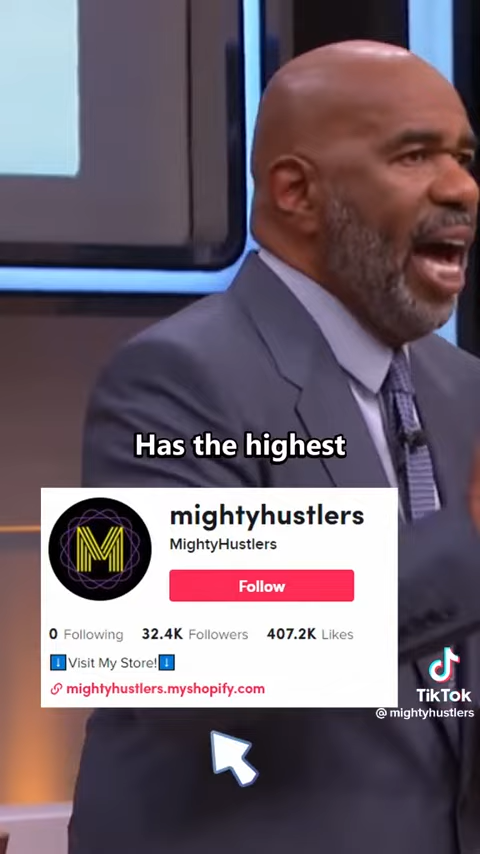 Has the highest
M
mightyhustlers
MightyHustlers
Follow
0 Following 32.4K Followers 407.2K Likes
⬇️Visit My Store!⬇️
mightyhustlers.myshopify.com
TikTok
@ mightyhustlers